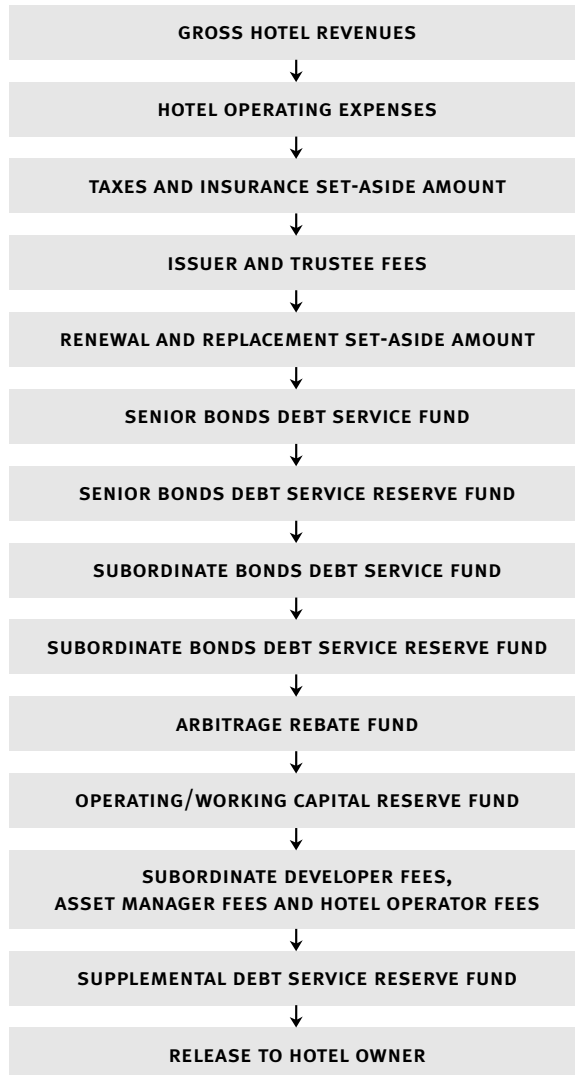 GROSS HOTEL REVENUES
HOTEL OPERATING EXPENSES
TAXES AND INSURANCE SET-ASIDE AMOUNT
ISSUER AND TRUSTEE FEES
RENEWAL AND REPLACEMENT SET-ASIDE AMOUNT
SENIOR BONDS DEBT SERVICE FUND
SENIOR BONDS DEBT SERVICE RESERVE FUND
SUBORDINATE BONDS DEBT SERVICE FUND
SUBORDINATE BONDS DEBT SERVICE RESERVE FUND
ARBITRAGE REBATE FUND
OPERATING/WORKING CAPITAL RESERVE FUND
SUBORDINATE DEVELOPER FEES,
ASSET MANAGER FEES AND HOTEL OPERATOR FEES
SUPPLEMENTAL DEBT SERVICE RESERVE FUND
RELEASE TO HOTEL OWNER